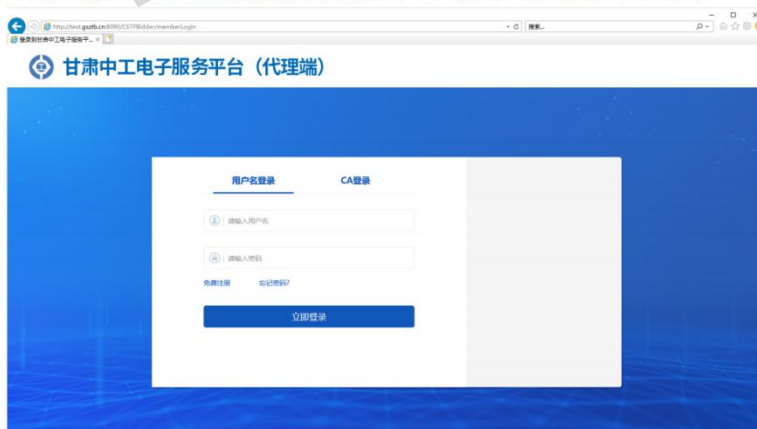 http://test.gszfb.cn:8090/CSTPBidder/memberLogin
搜索...
登录到甘肃中工电子服务平...
甘肃中工电子服务平台（代理端）
用户名登录 CA登录
请输入用户名
请输入密码
免费注册 忘记密码?
立即登录